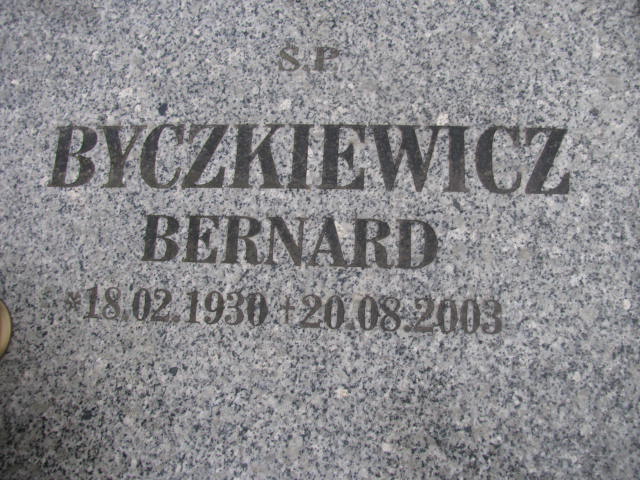 Ś.P.
BYCZKIEWICZ
BERNARD
*18.02.1930 +20.08.2003